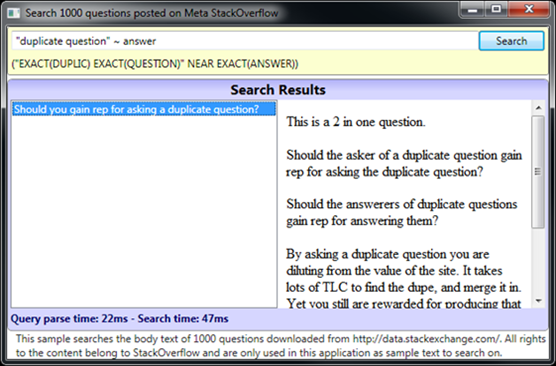 Search 1000 questions posted on Meta StackOverflow
"duplicate question" ~ answer
Search
("EXACT(DUPLIC) EXACT(QUESTION)" NEAR EXACT(ANSWER))
Search Results
Should you gain rep for asking a duplicate question?
This is a 2 in one question.
Should the asker of a duplicate question gain
rep for asking the duplicate question?
Should the answerers of duplicate questions
gain rep for answering them?
By asking a duplicate question you are
diluting from the value of the site. It takes
lots of TLC to find the dupe, and merge it in.
Yet you still are rewarded for producing that
Query parse time: 22ms - Search time: 47ms
This sample searches the body text of 1000 questions downloaded from http://data.stackexchange.com/. All rights
to the content belong to StackOverflow and are only used in this application as sample text to search on.